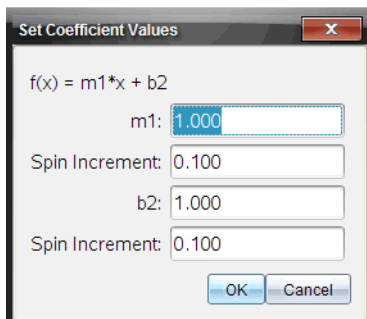 Set Coefficient Values
f(x) = m1*x + b2
m1: 1.000
Spin Increment: 0.100
b2: 1.000
Spin Increment: 0.100
OK Cancel